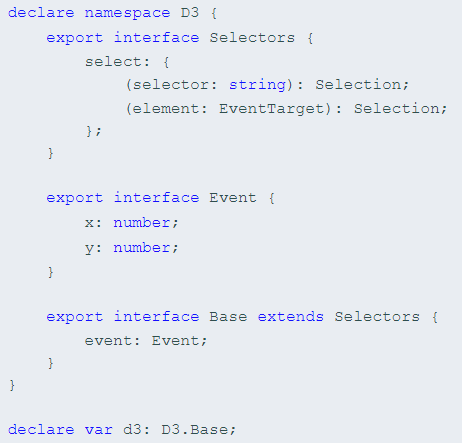 declare namespace D3 {
    export interface Selectors {
        select: {
            (selector: string): Selection;
            (element: EventTarget): Selection;
        };
    }

    export interface Event {
        x: number;
        y: number;
    }

    export interface Base extends Selectors {
        event: Event;
    }
}

declare var d3: D3.Base;